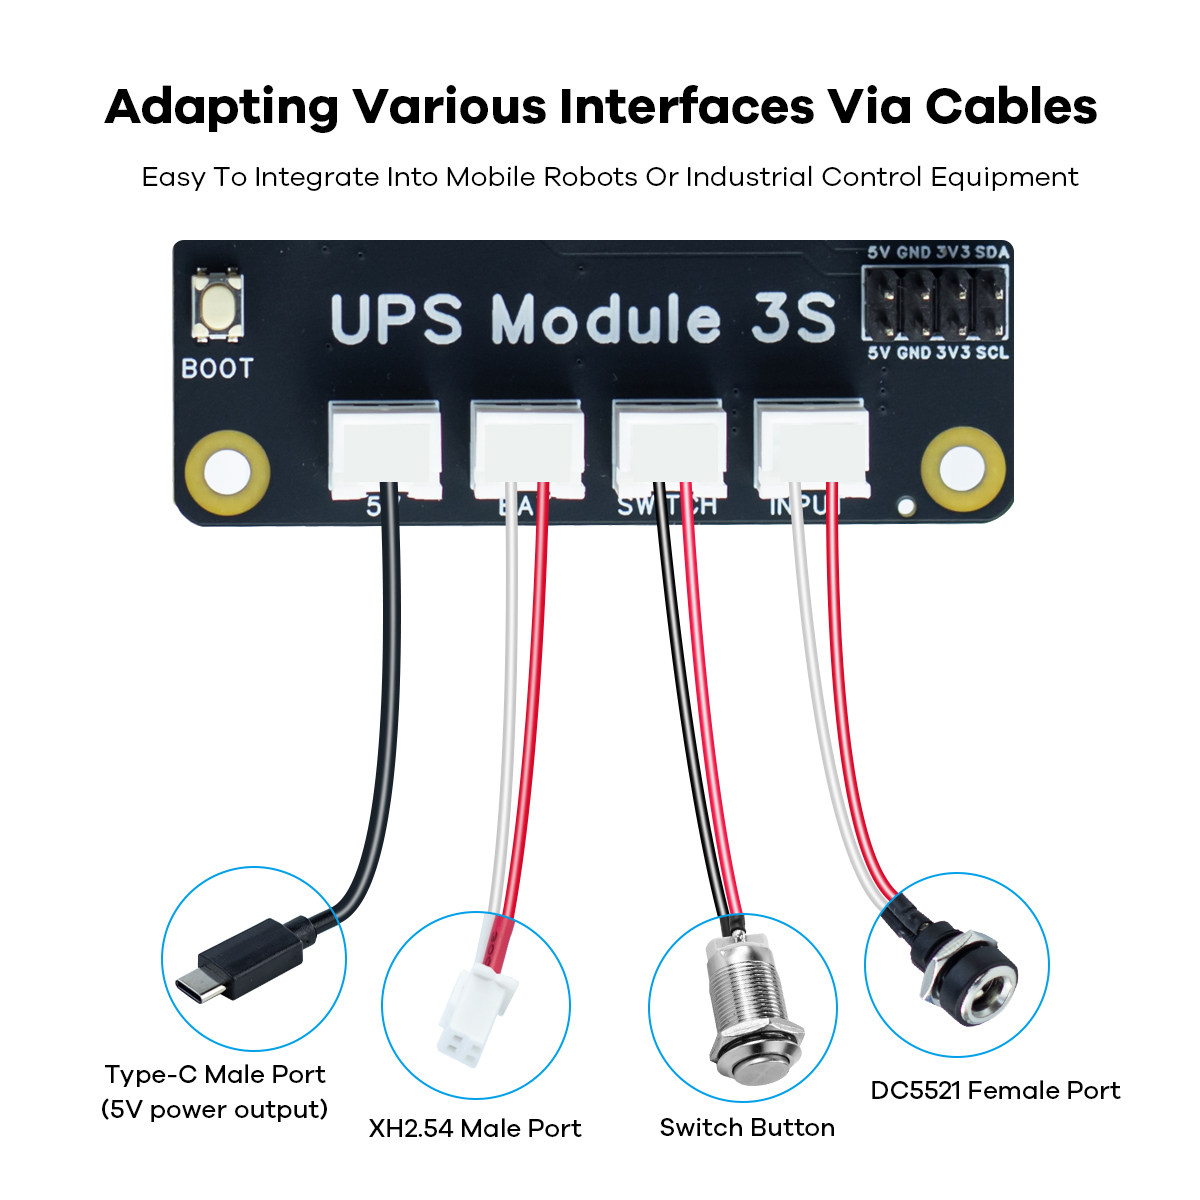 Adapting Various Interfaces Via Cables
Easy To Integrate Into Mobile Robots Or Industrial Control Equipment
5V GND 3V3 SDA
UPS Module 3S
BOOT
5V GND 3V3 SCL
SWITCH
INPUT
Type-C Male Port
(5V power output)
XH2.54 Male Port
Switch Button
DC5521 Female Port